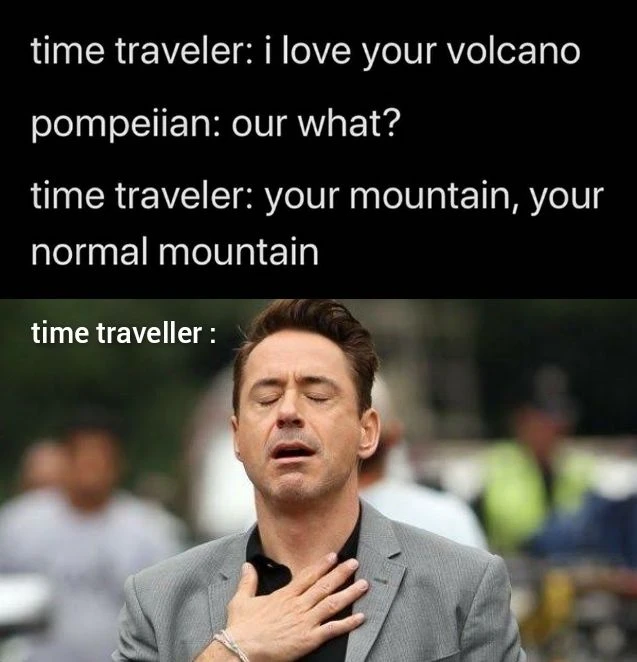 time traveler: i love your volcano
pompeiian: our what?
time traveler: your mountain, your
normal mountain
time traveller :